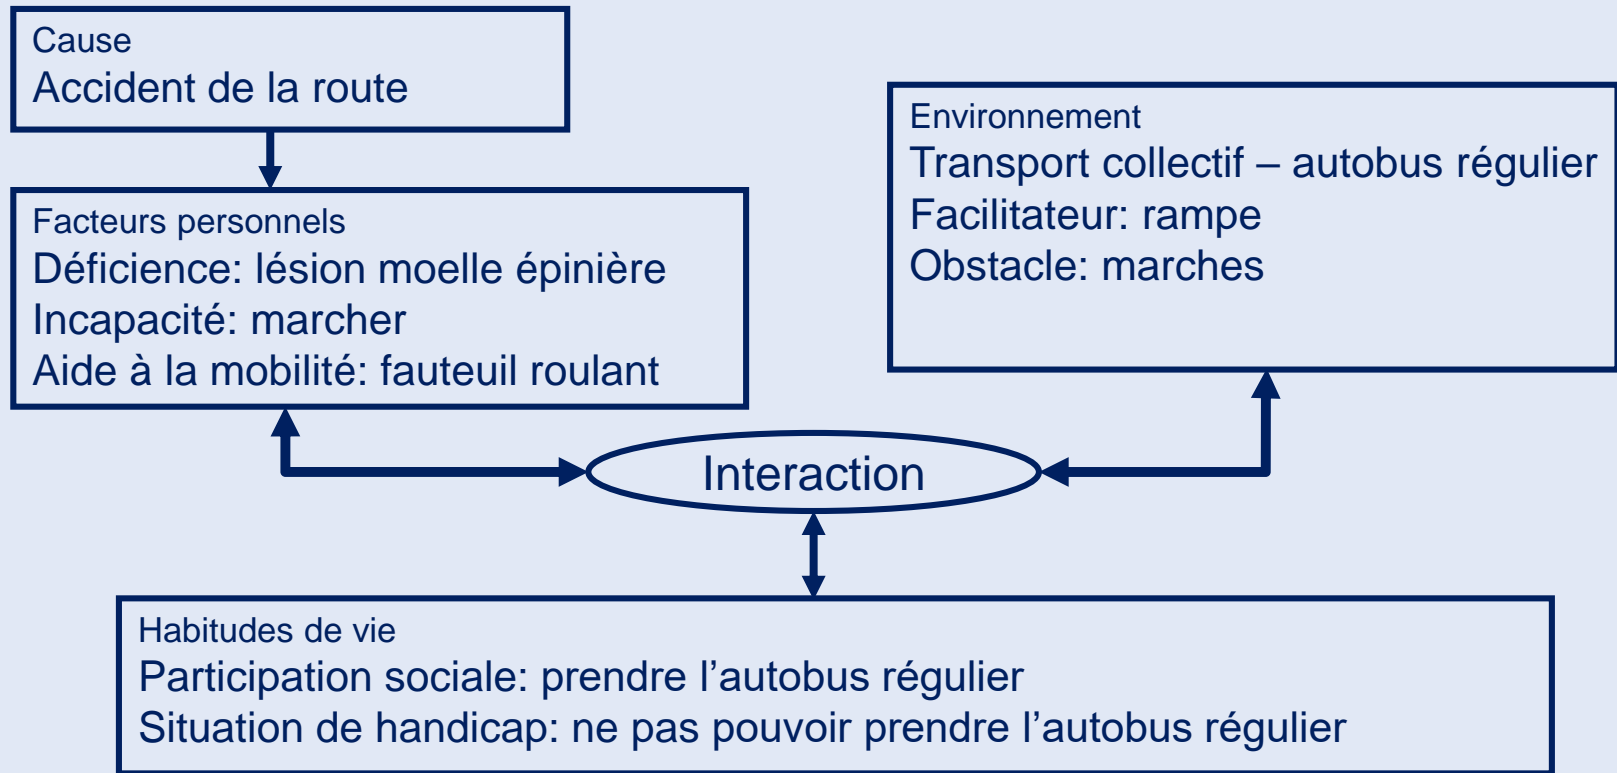 Cause
Accident de la route
Facteurs personnels
Déficience: lésion moelle épinière
Incapacité: marcher
Aide à la mobilité: fauteuil roulant
Environnement
Transport collectif – autobus régulier
Facilitateur: rampe
Obstacle: marches
Interaction
Habitudes de vie
Participation sociale: prendre l’autobus régulier
Situation de handicap: ne pas pouvoir prendre l’autobus régulier